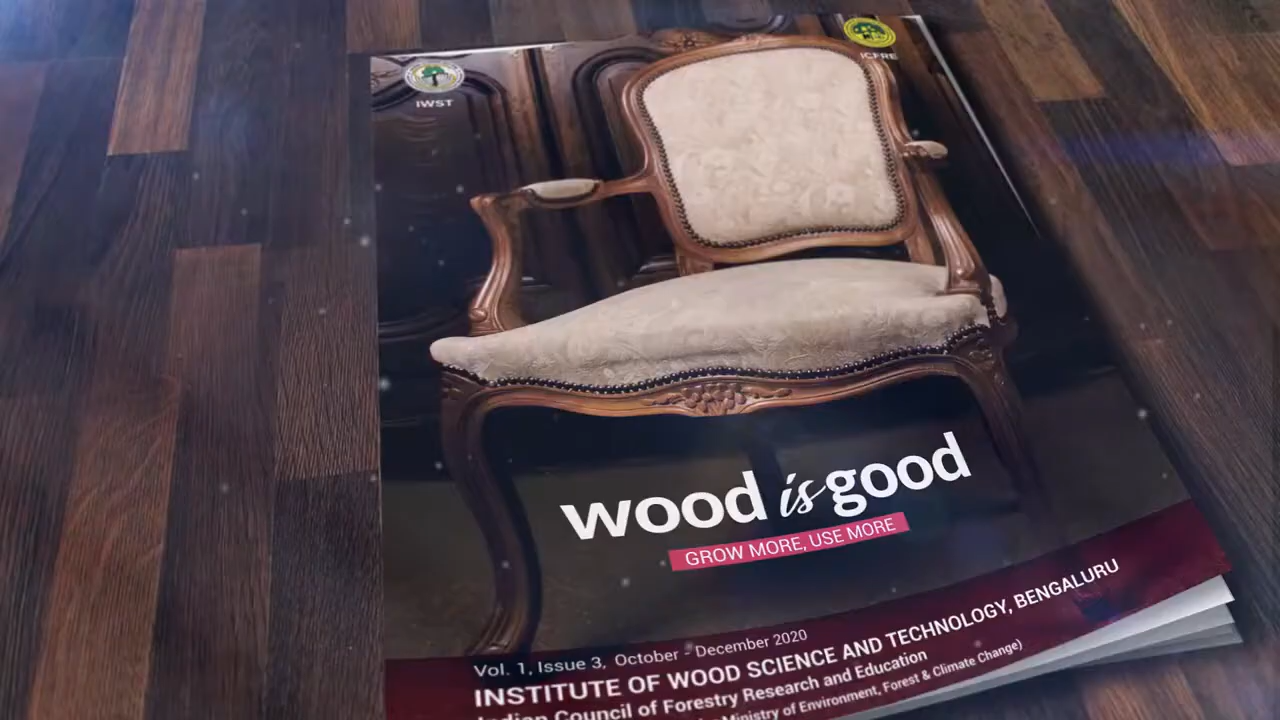 IWST
ICFRE
wood is good
GROW MORE, USE MORE
Vol. 1, Issue 3, October - December 2020
INSTITUTE OF WOOD SCIENCE AND TECHNOLOGY, BENGALURU
Indian Council of Forestry Research and Education
Ministry of Environment, Forest & Climate Change)